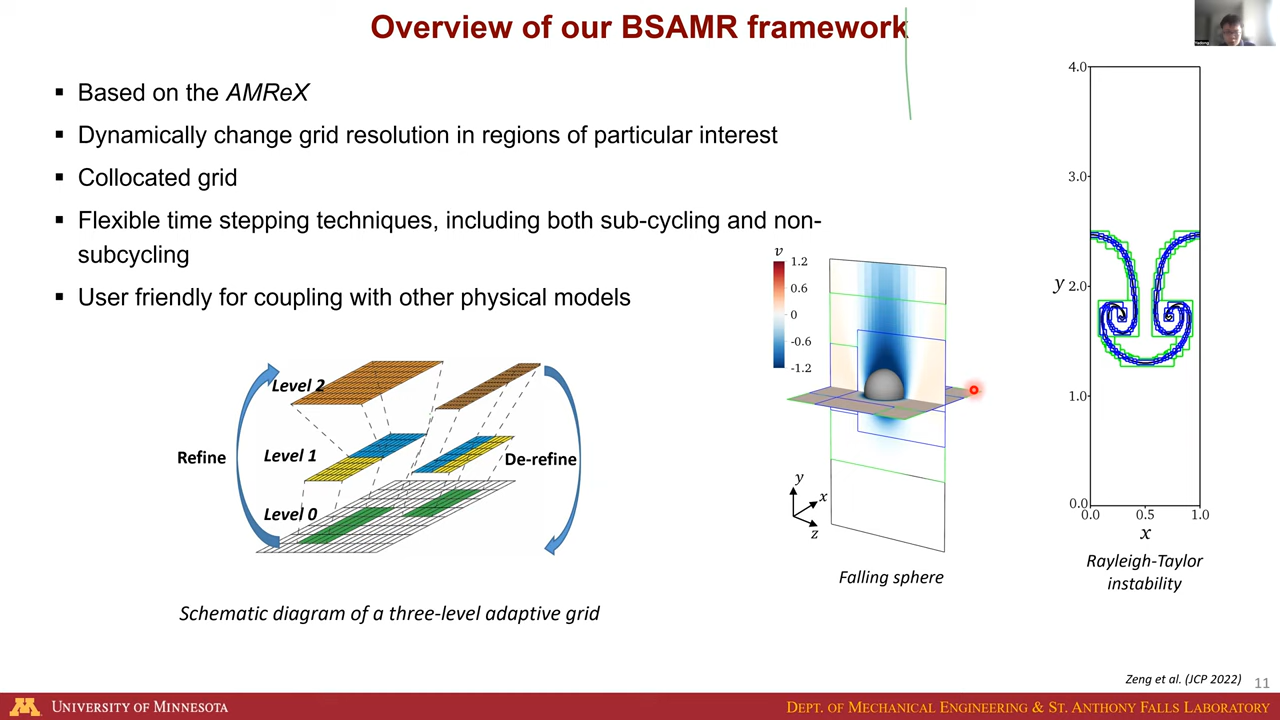 Overview of our BSAMR framework
▪ Based on the AMReX
▪ Dynamically change grid resolution in regions of particular interest
▪ Collocated grid
▪ Flexible time stepping techniques, including both sub-cycling and non-
subcycling
▪ User friendly for coupling with other physical models
Level 2
Level 1
Level 0
Refine
De-refine
Schematic diagram of a three-level adaptive grid
v
1.2
0.6
0
-0.6
-1.2
y
x
z
Falling sphere
4.0
3.0
y 2.0
1.0
0.0
0.0 0.5 1.0
x
Rayleigh-Taylor
instability
Zeng et al. (JCP 2022) 11
UNIVERSITY OF MINNESOTA
DEPT. OF MECHANICAL ENGINEERING & ST. ANTHONY FALLS LABORATORY